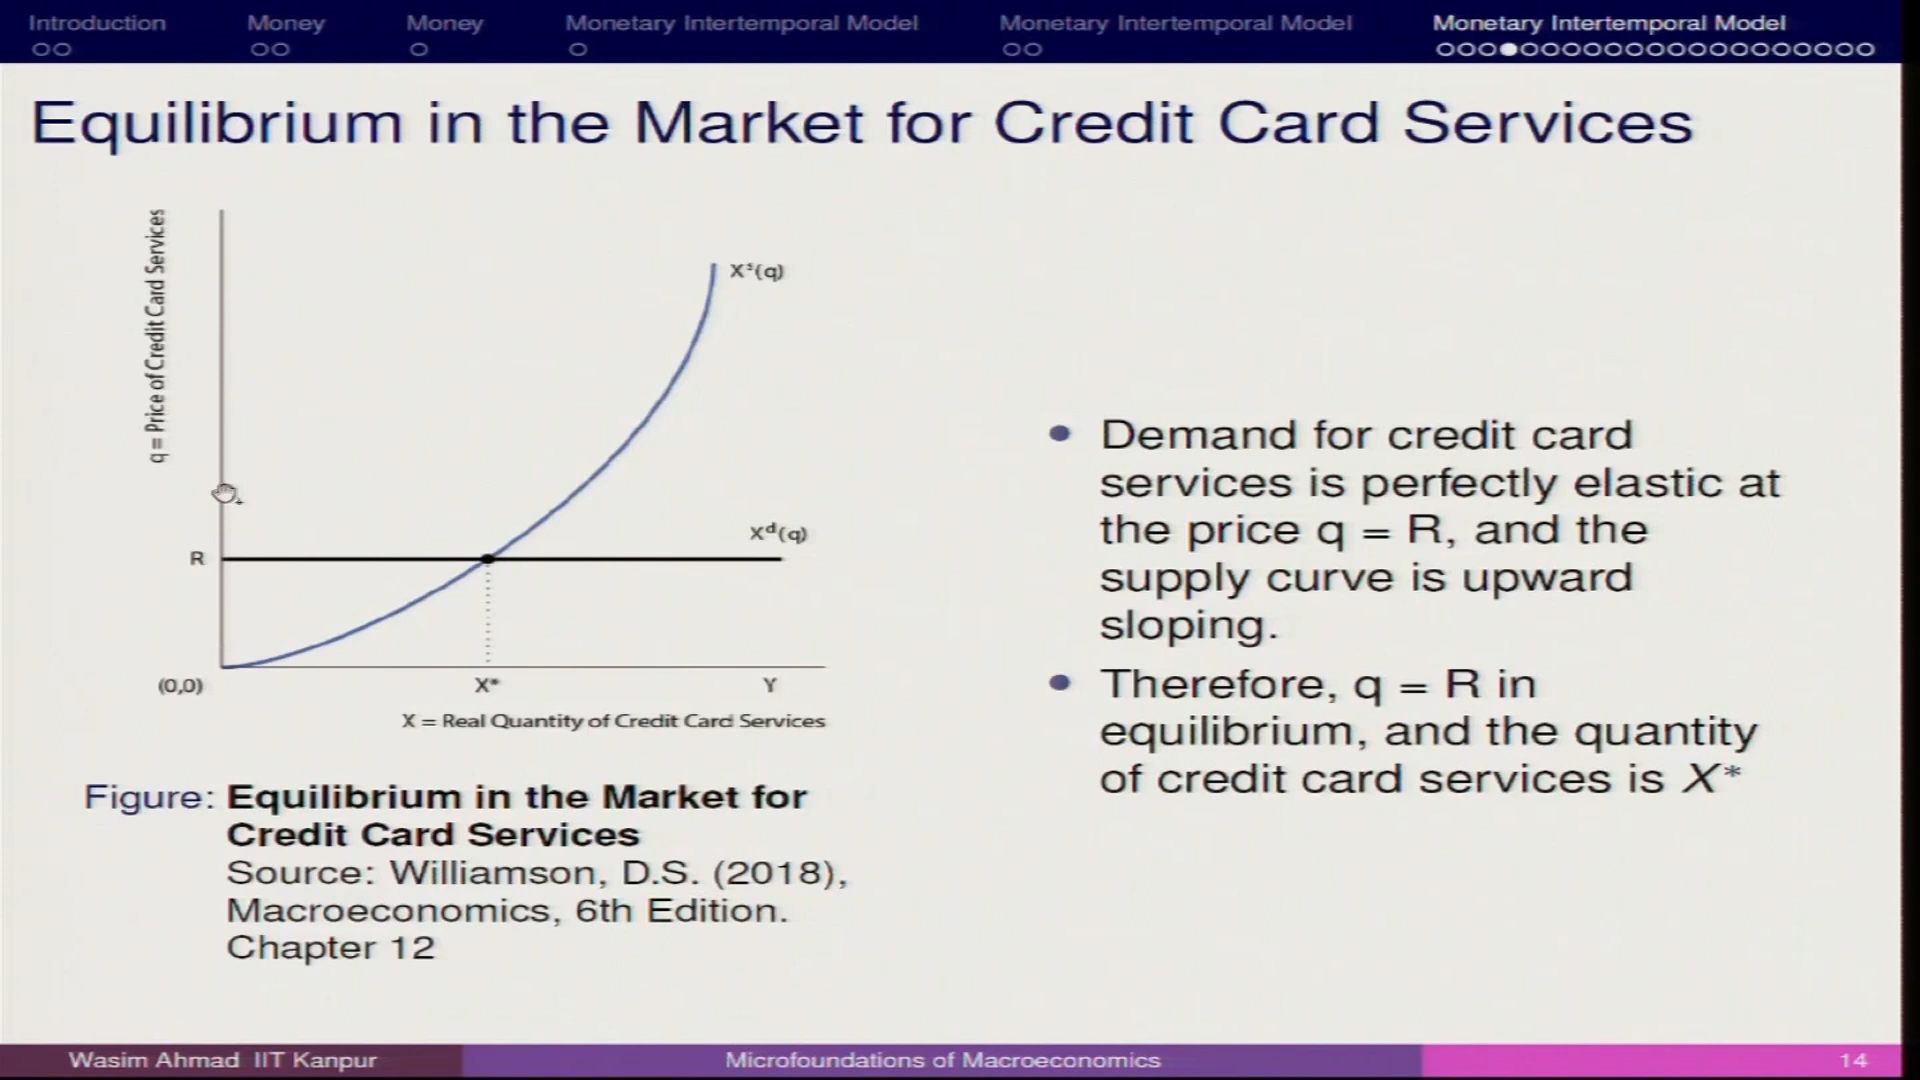 Introduction
Money
Money
Monetary Intertemporal Model
Monetary Intertemporal Model
Monetary Intertemporal Model
Equilibrium in the Market for Credit Card Services
q = Price of Credit Card Services
Xˢ(q)
Xᵈ(q)
R
(0,0)
X*
Y
X = Real Quantity of Credit Card Services
Figure: Equilibrium in the Market for
Credit Card Services
Source: Williamson, D.S. (2018),
Macroeconomics, 6th Edition.
Chapter 12
• Demand for credit card
services is perfectly elastic at
the price q = R, and the
supply curve is upward
sloping.
• Therefore, q = R in
equilibrium, and the quantity
of credit card services is X*
Wasim Ahmad IIT Kanpur
Microfoundations of Macroeconomics
14